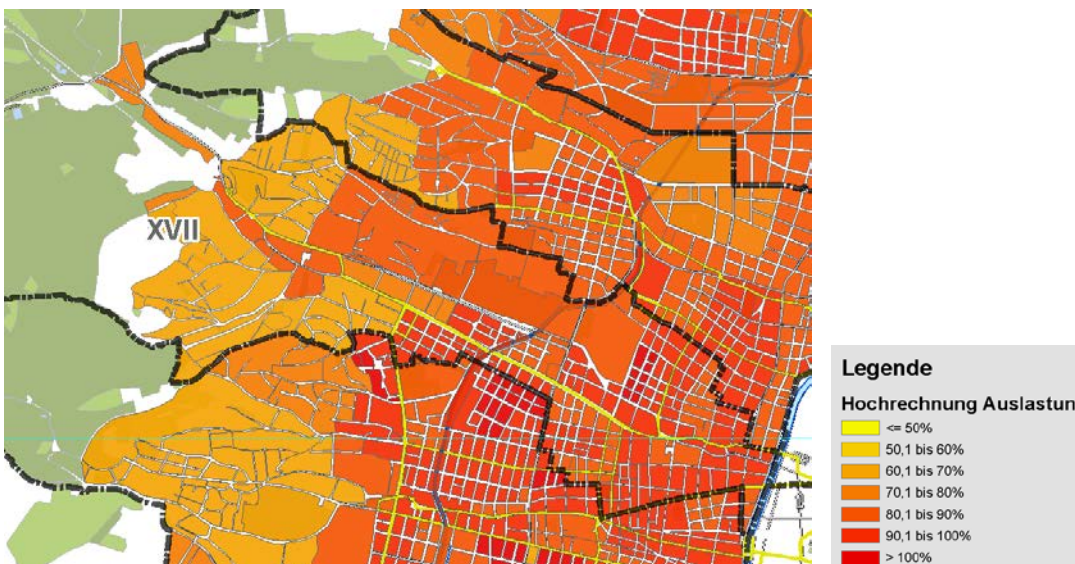 XVII
Legende
Hochrechnung Auslastun
<= 50%
50,1 bis 60%
60,1 bis 70%
70,1 bis 80%
80,1 bis 90%
90,1 bis 100%
> 100%